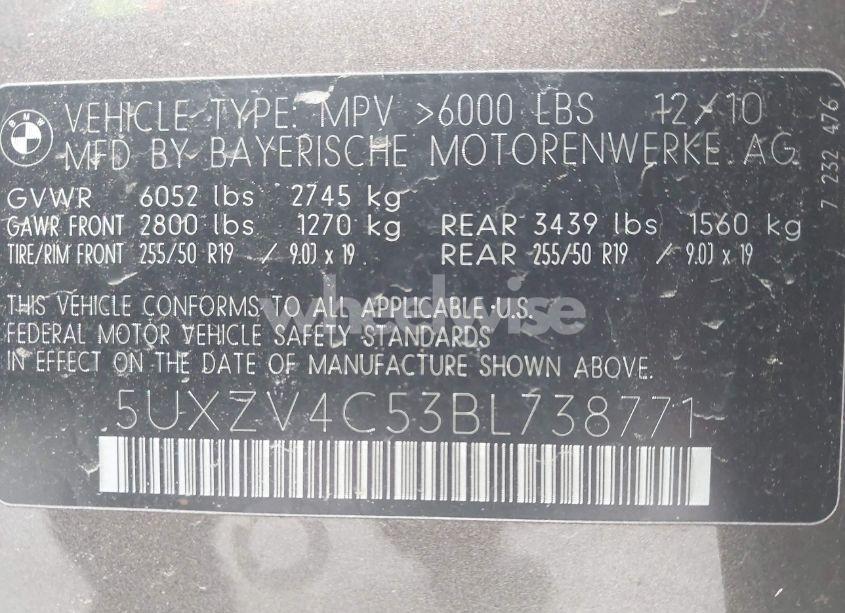 BMW
VEHICLE TYPE: MPV >6000 LBS 12/10
MFD BY BAYERISCHE MOTORENWERKE AG.
GVWR 6052 lbs 2745 kg
GAWR FRONT 2800 lbs 1270 kg REAR 3439 lbs 1560 kg
TIRE/RIM FRONT 255/50 R19 / 9.0J x 19 REAR 255/50 R19 / 9.0J x 19
7 232 476
THIS VEHICLE CONFORMS TO ALL APPLICABLE U.S.
FEDERAL MOTOR VEHICLE SAFETY STANDARDS
IN EFFECT ON THE DATE OF MANUFACTURE SHOWN ABOVE.
wheelwise
5UXZV4C53BL738771